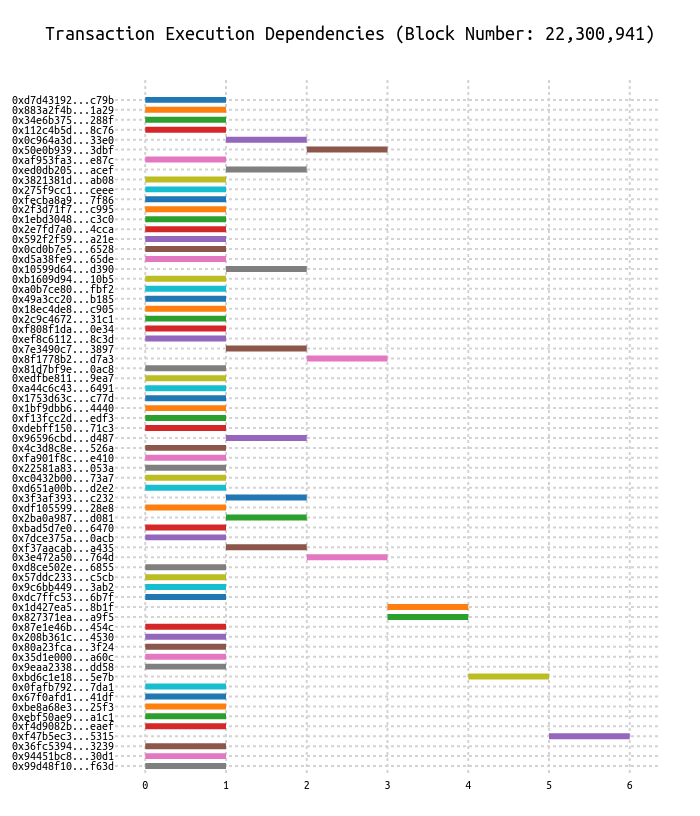 Transaction Execution Dependencies (Block Number: 22,300,941)
0xd7d43192...c79b
0x883a2f4b...1a29
0x34e6b375...288f
0x112c4b5d...8c76
0x0c964a3d...33e0
0x50e0b939...3dbf
0xaf953fa3...e87c
0xed0db205...acef
0x3821381d...ab08
0x275f9cc1...ceee
0xfecba8a9...7f86
0x2f3d71f7...c995
0x1ebd3048...c3c0
0x2e7fd7a0...4cca
0x592f2f59...a21e
0x0cd0b7e5...6528
0xd5a38fe9...65de
0x10599d64...d390
0xb1609d94...10b5
0xa0b7ce80...fbf2
0x49a3cc20...b185
0x18ec4de8...c905
0x2c9c4672...31c1
0xf808f1da...0e34
0xef8c6112...8c3d
0x7e3490c7...3897
0x8f1778b2...d7a3
0x81d7bf9e...0ac8
0xedfbe811...9ea7
0xa44c6c43...6491
0x1753d63c...c77d
0x1bf9dbb6...4440
0xf13fcc2d...edf3
0xdebff150...71c3
0x96596cbd...d487
0x4c3d8c8e...526a
0xfa901f8c...e410
0x22581a83...053a
0xc0432b00...73a7
0xd651a00b...d2e2
0x3f3af393...c232
0xdf105599...28e8
0x2ba0a987...d081
0xbad5d7e0...6470
0x7dce375a...0acb
0xf37aacab...a435
0x3e472a50...764d
0xd8ce502e...6855
0x57ddc233...c5cb
0x9c6bb449...3ab2
0xdc7ffc53...6b7f
0x1d427ea5...8b1f
0x827371ea...a9f5
0x87e1e46b...454c
0x208b361c...4530
0x80a23fca...3f24
0x35d1e000...a60c
0x9eaa2338...dd58
0xbd6c1e18...5e7b
0x0fafb792...7da1
0x67f0afd1...41df
0xbe8a68e3...25f3
0xebf50ae9...a1c1
0xf4d9082b...eaef
0xf47b5ec3...5315
0x36fc5394...3239
0x94451bc8...30d1
0x99d48f10...f63d
0 1 2 3 4 5 6